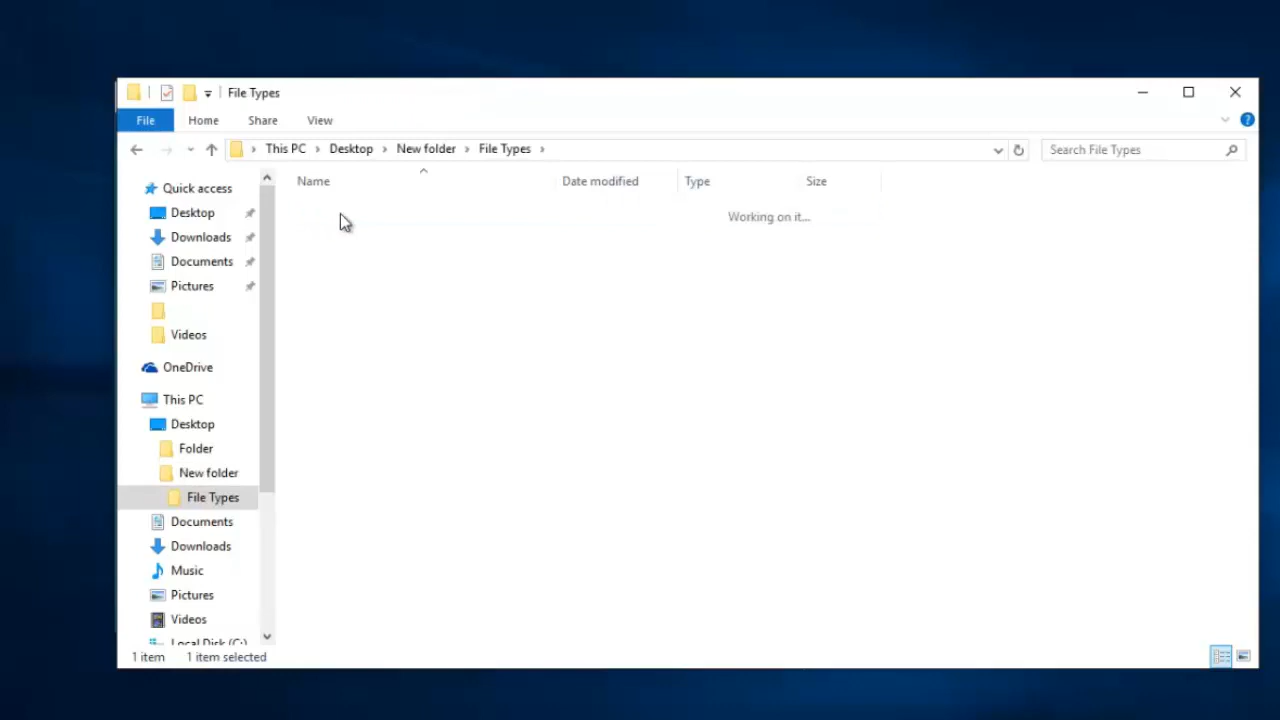 File Types
File Home Share View
This PC Desktop New folder File Types Search File Types
Name Date modified Type Size
Working on it...
Quick access
Desktop
Downloads
Documents
Pictures
Videos
OneDrive
This PC
Desktop
Folder
New folder
File Types
Documents
Downloads
Music
Pictures
Videos
Local Disk (C:)
1 item 1 item selected